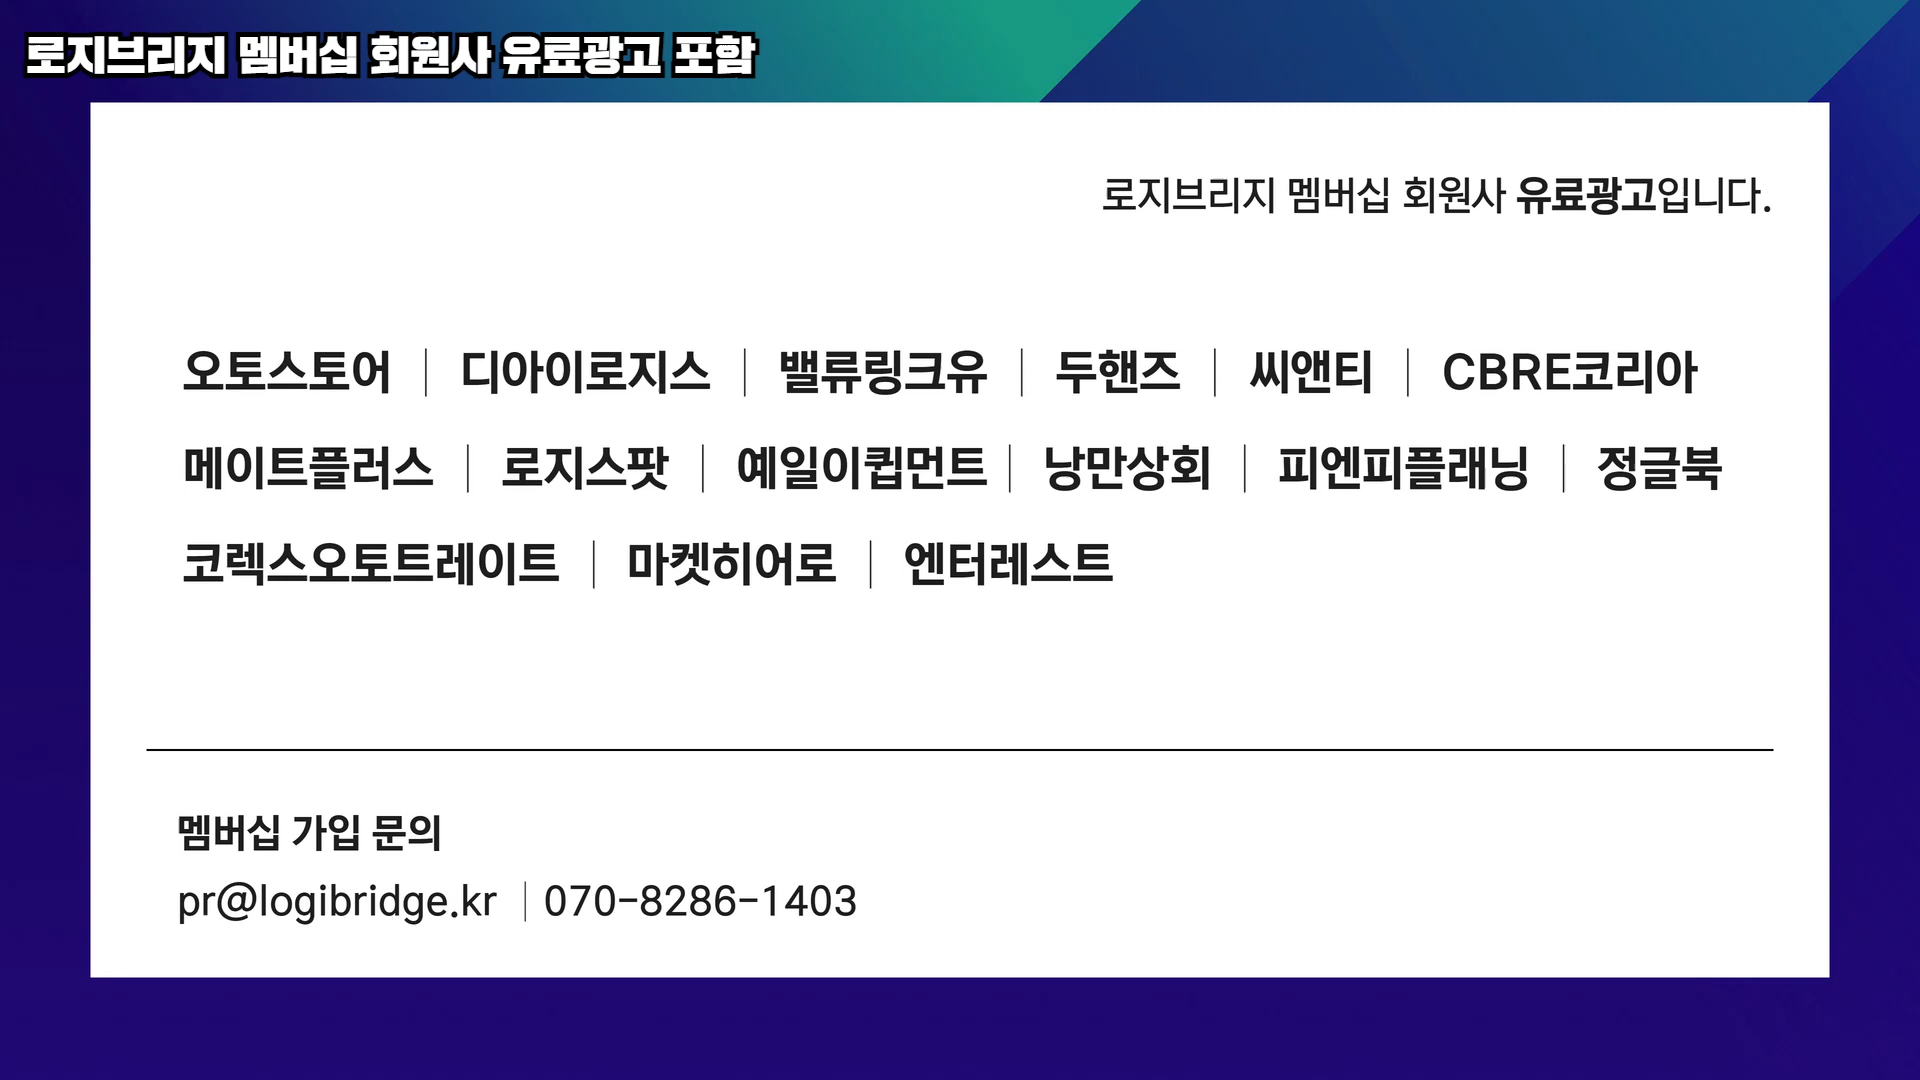 로지브리지 멤버십 회원사 유료광고 포함
로지브리지 멤버십 회원사 유료광고입니다.
오토스토어 | 디아이로지스 | 밸류링크유 | 두핸즈 | 씨앤티 | CBRE코리아
메이트플러스 | 로지스팟 | 예일이큅먼트 | 낭만상회 | 피엔피플래닝 | 정글북
코렉스오토트레이트 | 마켓히어로 | 엔터레스트
멤버십 가입 문의
pr@logibridge.kr | 070-8286-1403